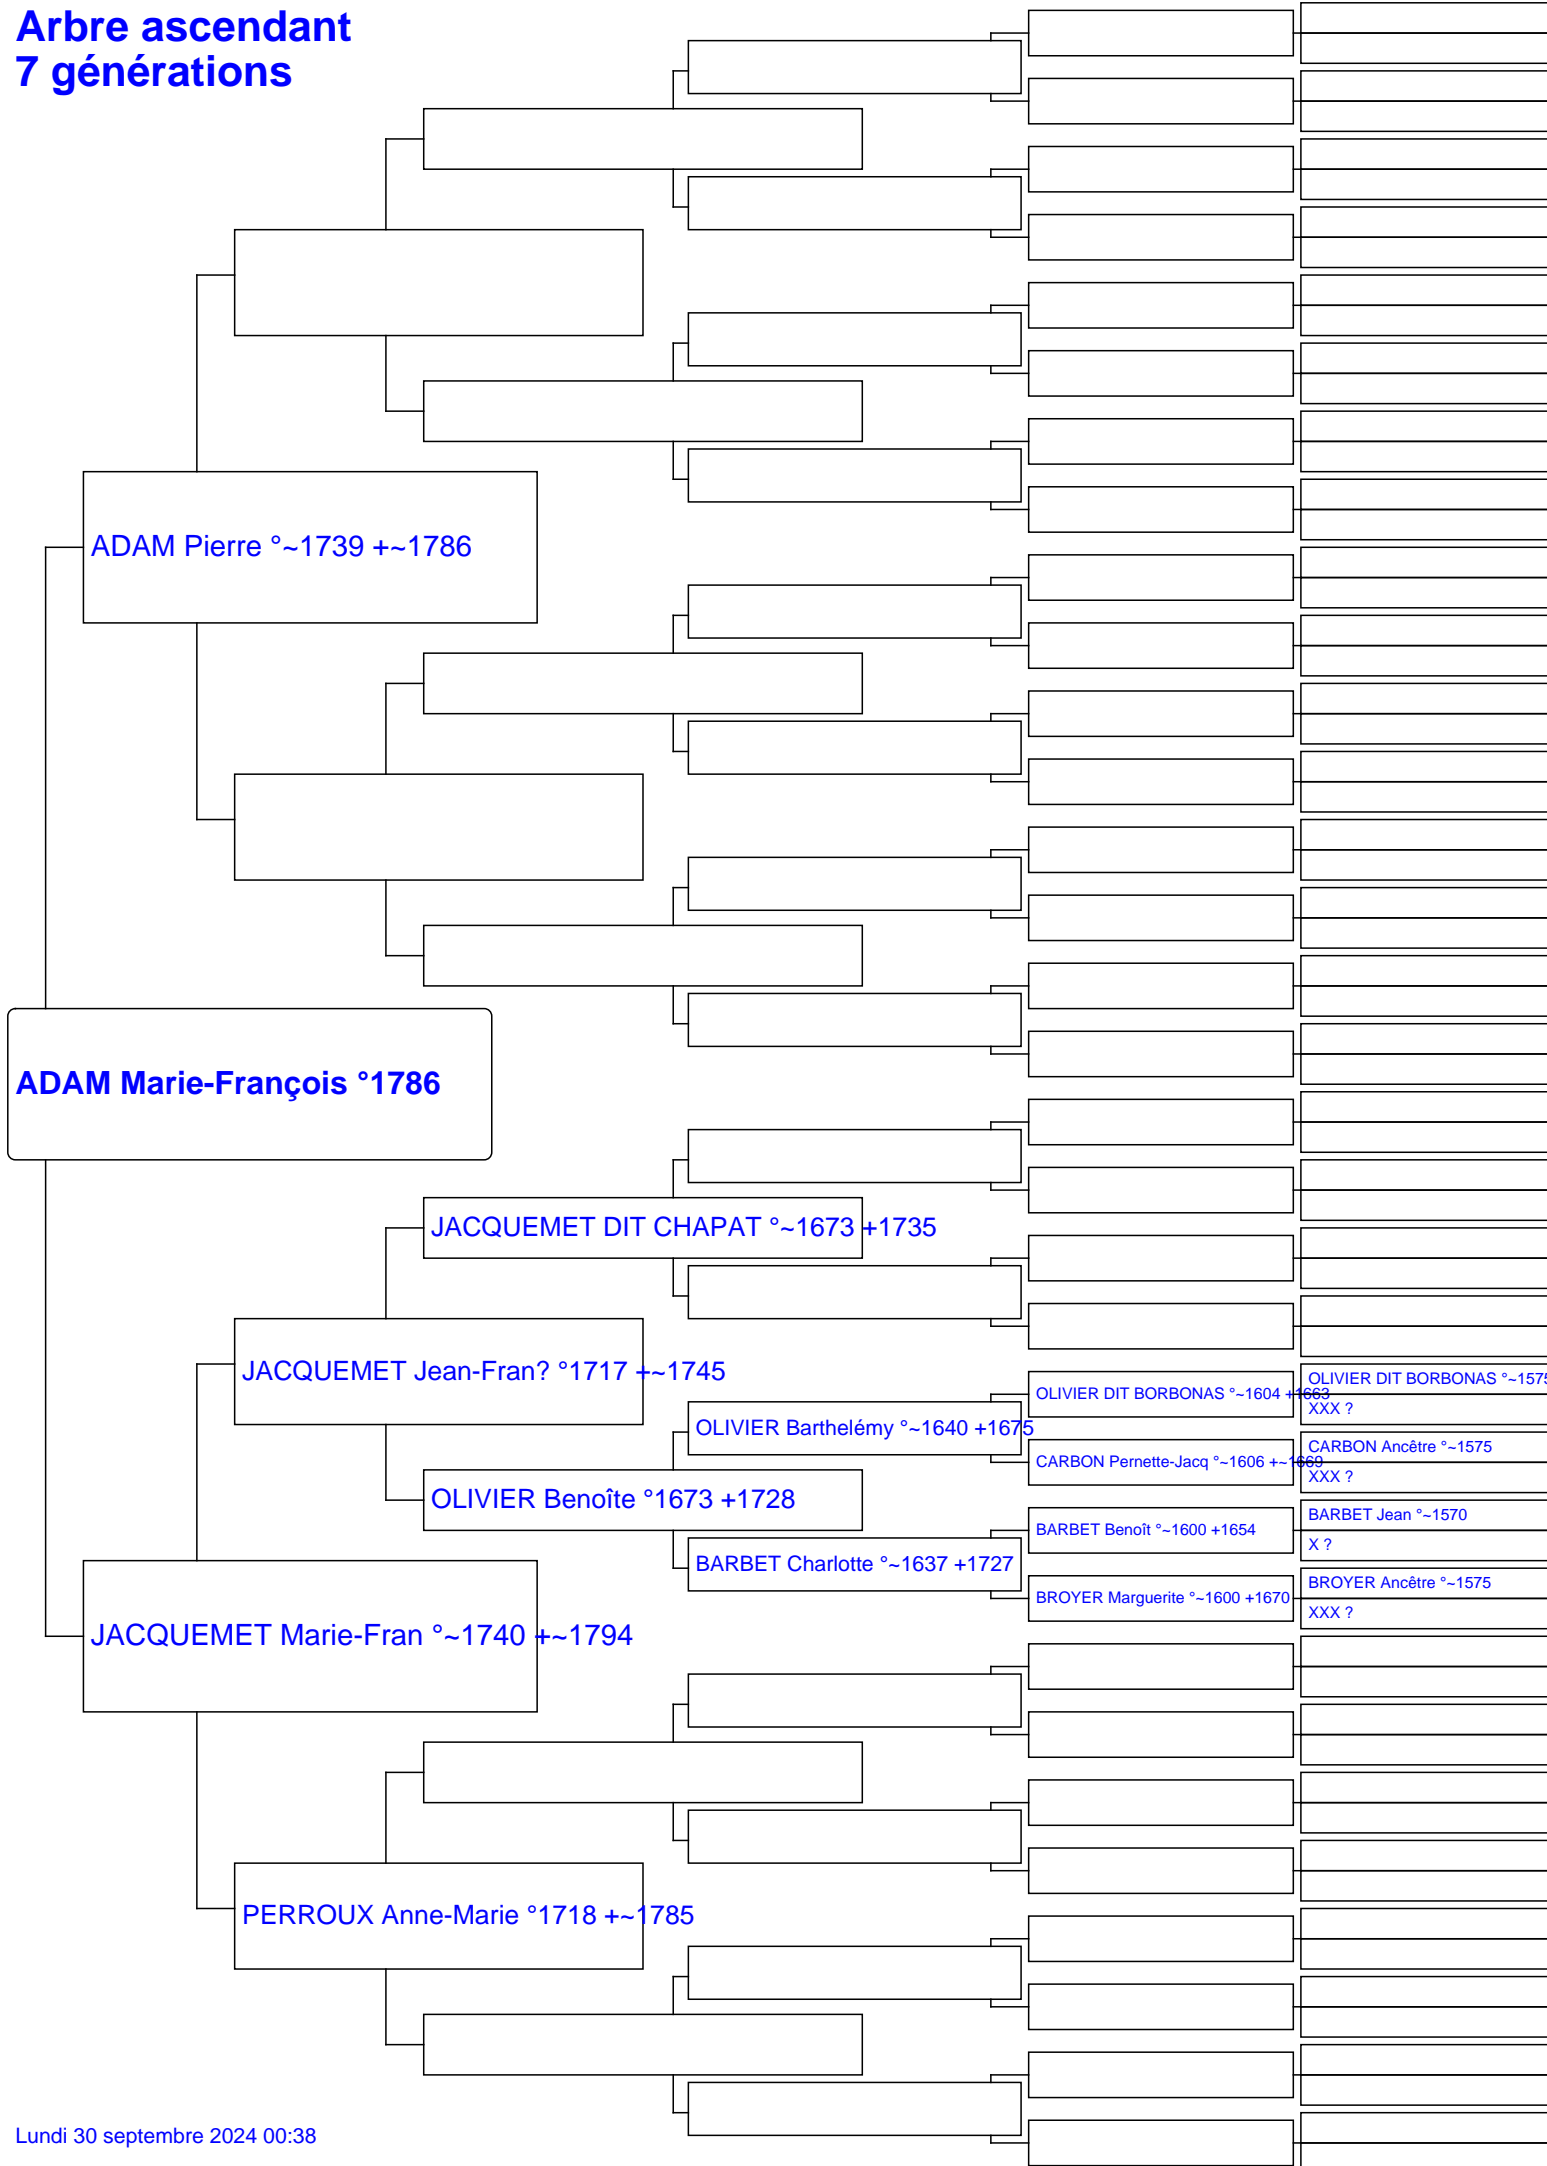 Arbre ascendant
7 générations
ADAM Pierre °~1739 +~1786
ADAM Marie-François °1786
JACQUEMET DIT CHAPAT °~1673 +1735
JACQUEMET Jean-Fran? °1717 +~1745
OLIVIER DIT BORBONAS °~1575
OLIVIER DIT BORBONAS °~1604 +1663
XXX ?
OLIVIER Barthelémy °~1640 +1675
CARBON Ancêtre °~1575
CARBON Pernette-Jacq °~1606 +~1669
XXX ?
OLIVIER Benoîte °1673 +1728
BARBET Jean °~1570
BARBET Benoît °~1600 +1654
X ?
BARBET Charlotte °~1637 +1727
BROYER Ancêtre °~1575
BROYER Marguerite °~1600 +1670
XXX ?
JACQUEMET Marie-Fran °~1740 +~1794
PERROUX Anne-Marie °1718 +~1785
Lundi 30 septembre 2024 00:38